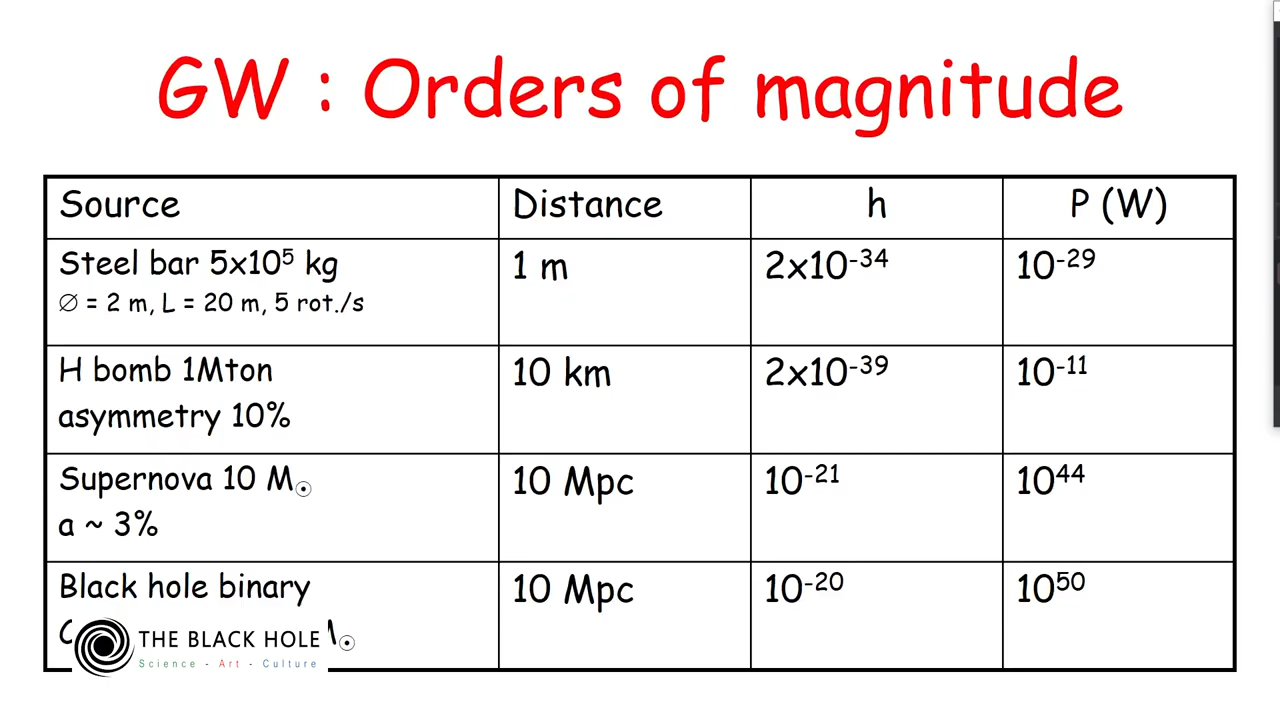 GW : Orders of magnitude
Source Distance h P (W)
Steel bar 5x10⁵ kg 1 m 2x10⁻³⁴ 10⁻²⁹
∅ = 2 m, L = 20 m, 5 rot./s
H bomb 1Mton 10 km 2x10⁻³⁹ 10⁻¹¹
asymmetry 10%
Supernova 10 M☉ 10 Mpc 10⁻²¹ 10⁴⁴
a ~ 3%
Black hole binary 10 Mpc 10⁻²⁰ 10⁵⁰
THE BLACK HOLE
Science - Art - Culture